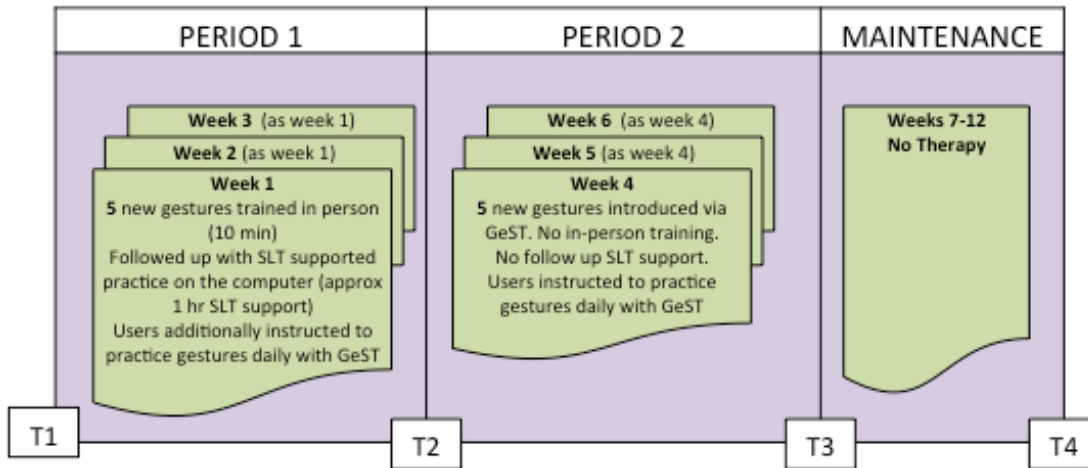 PERIOD 1
PERIOD 2
MAINTENANCE
Week 3 (as week 1)
Week 2 (as week 1)
Week 1
5 new gestures trained in person
(10 min)
Followed up with SLT supported
practice on the computer (approx
1 hr SLT support)
Users additionally instructed to
practice gestures daily with GeST
Week 6 (as week 4)
Week 5 (as week 4)
Week 4
5 new gestures introduced via
GeST. No in-person training.
No follow up SLT support.
Users instructed to practice
gestures daily with GeST
Weeks 7-12
No Therapy
T1
T2
T3
T4